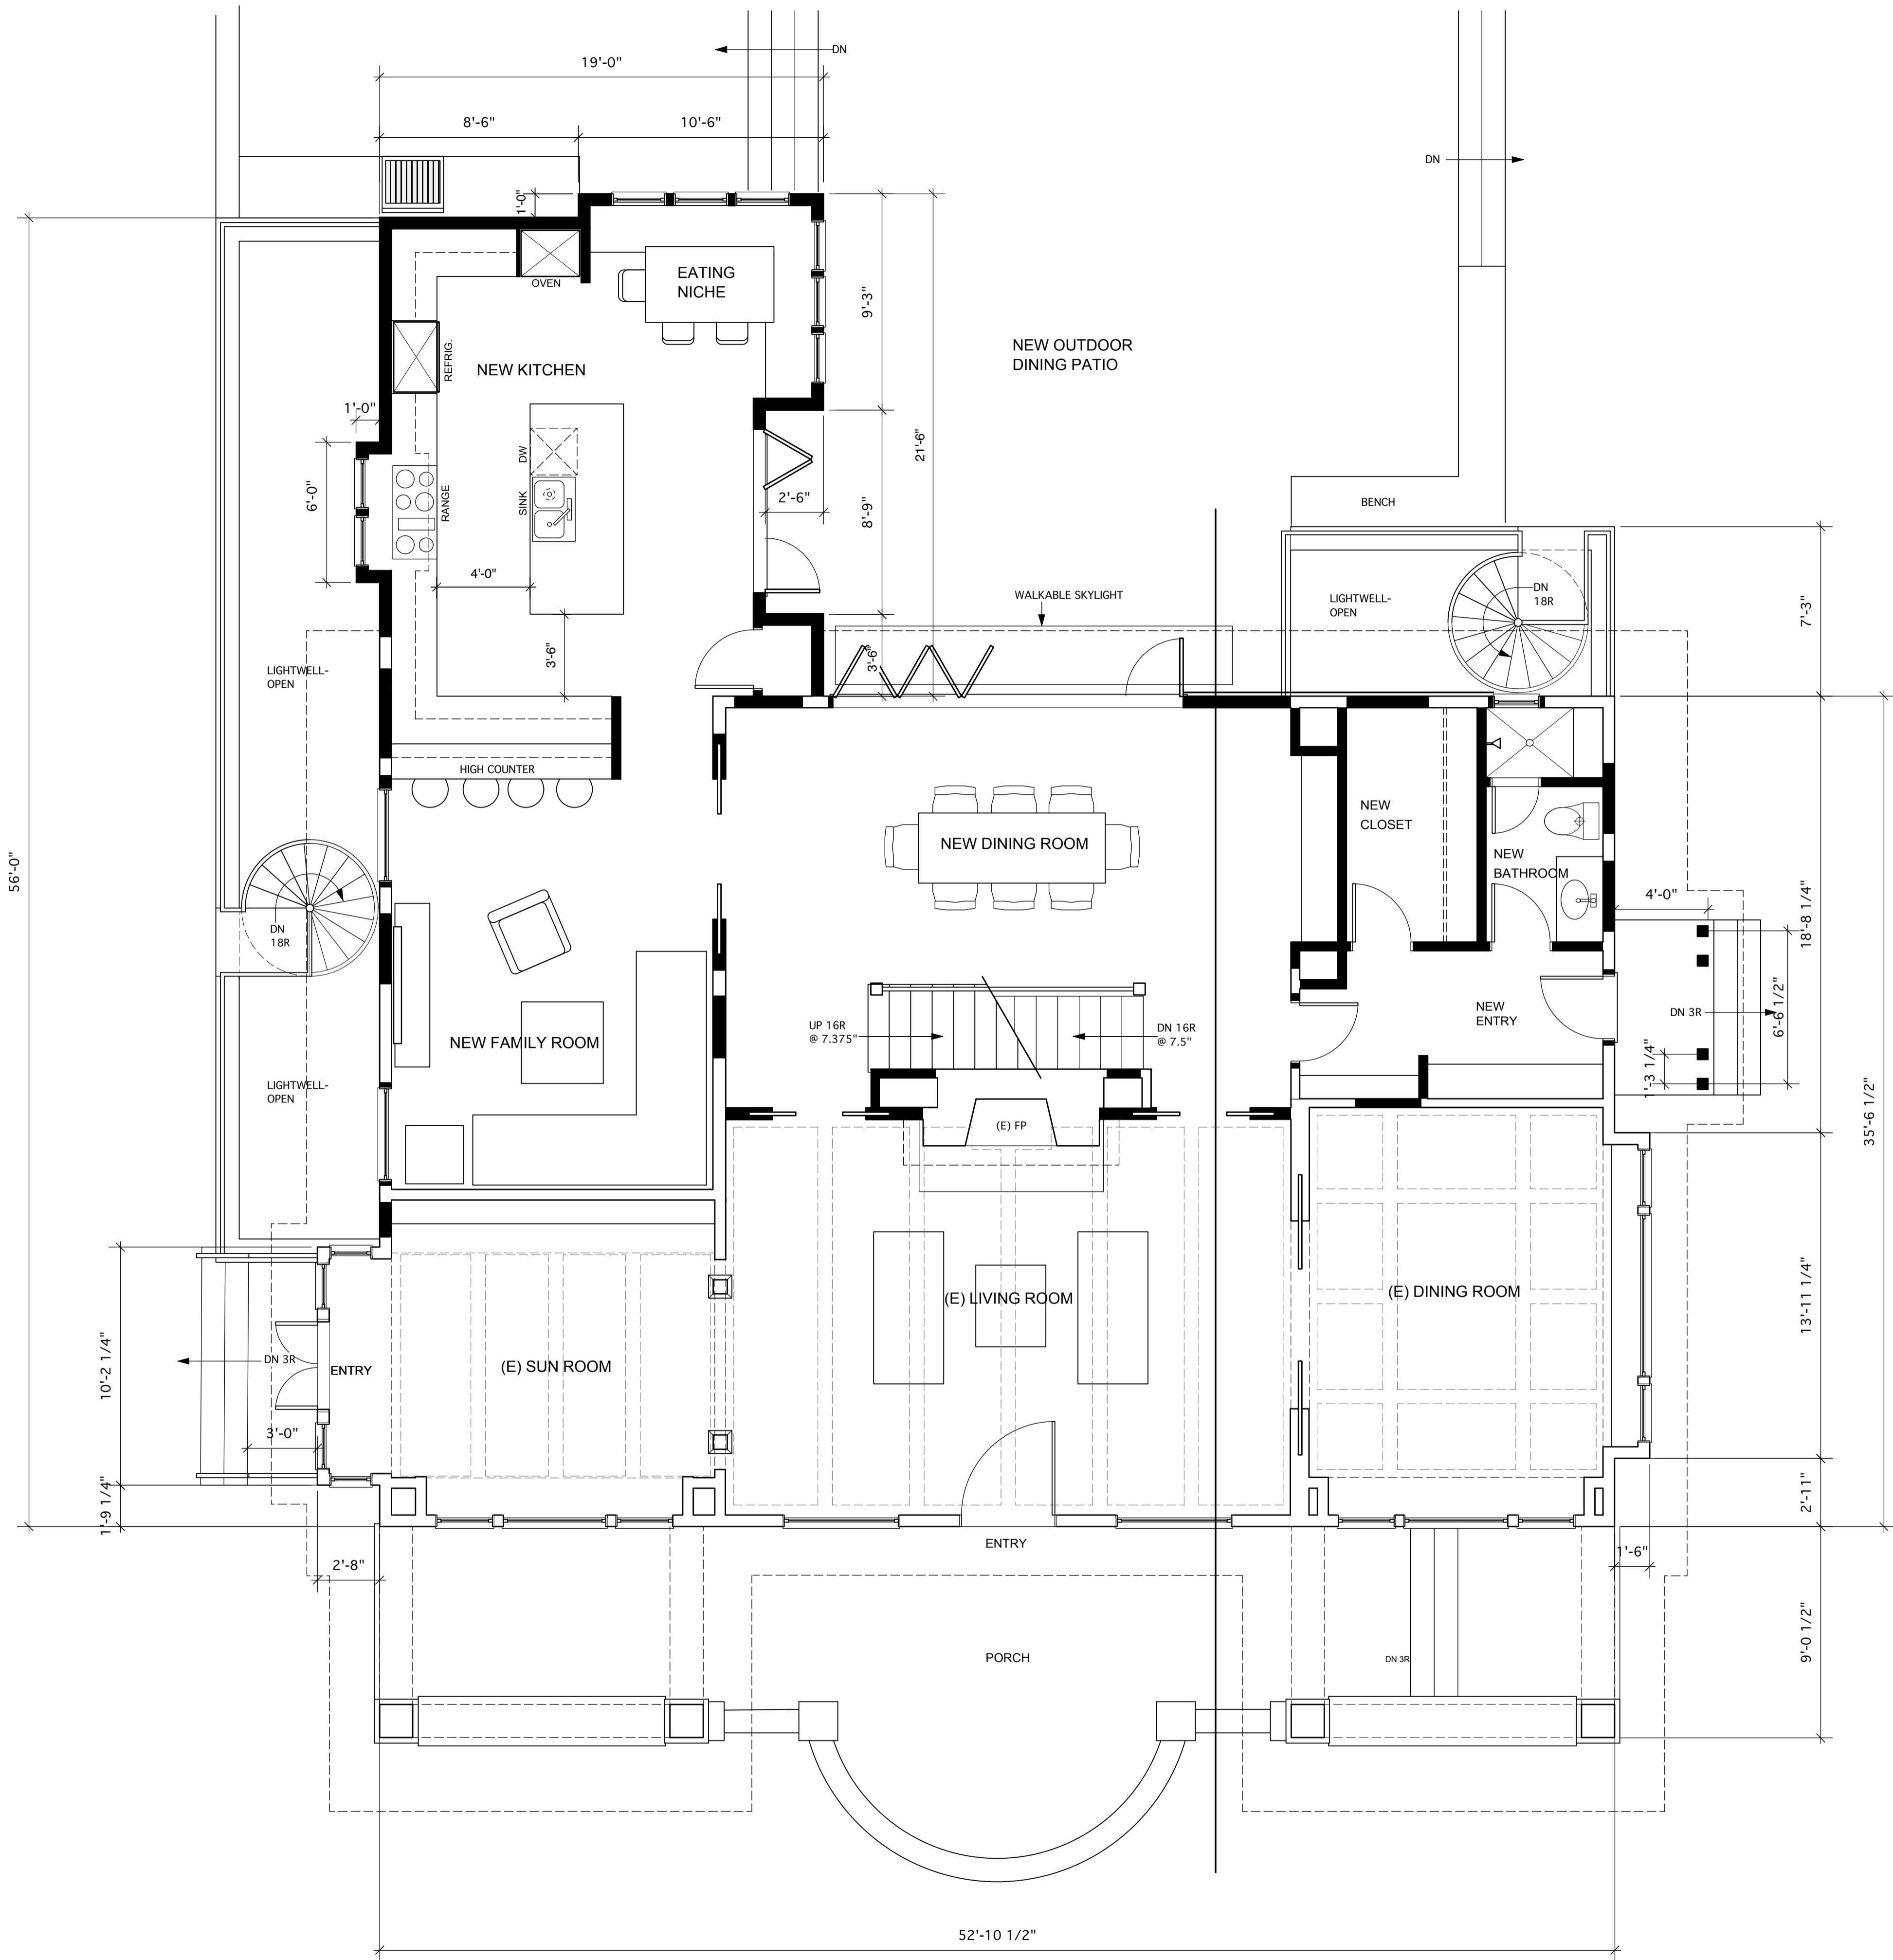 DN
19'-0"
8'-6"
10'-6"
DN
1'-0"
OVEN
EATING
NICHE
9'-3"
REFRIG.
NEW KITCHEN
NEW OUTDOOR
DINING PATIO
1'-0"
21'-6"
6'-0"
RANGE
SINK
DW
2'-6"
8'-9"
BENCH
4'-0"
WALKABLE SKYLIGHT
LIGHTWELL-
OPEN
DN
18R
7'-3"
3'-6"
3'-6"
LIGHTWELL-
OPEN
HIGH COUNTER
NEW
CLOSET
NEW DINING ROOM
NEW
BATHROOM
56'-0"
4'-0"
18'-8 1/4"
DN
18R
UP 16R
@ 7.375"
DN 16R
@ 7.5"
NEW
ENTRY
DN 3R
6'-6 1/2"
NEW FAMILY ROOM
1'-3 1/4"
LIGHTWELL-
OPEN
(E) FP
35'-6 1/2"
(E) LIVING ROOM
(E) DINING ROOM
13'-11 1/4"
10'-2 1/4"
DN 3R
ENTRY
(E) SUN ROOM
3'-0"
1'-9 1/4"
2'-11"
ENTRY
2'-8"
1'-6"
PORCH
DN 3R
9'-0 1/2"
52'-10 1/2"